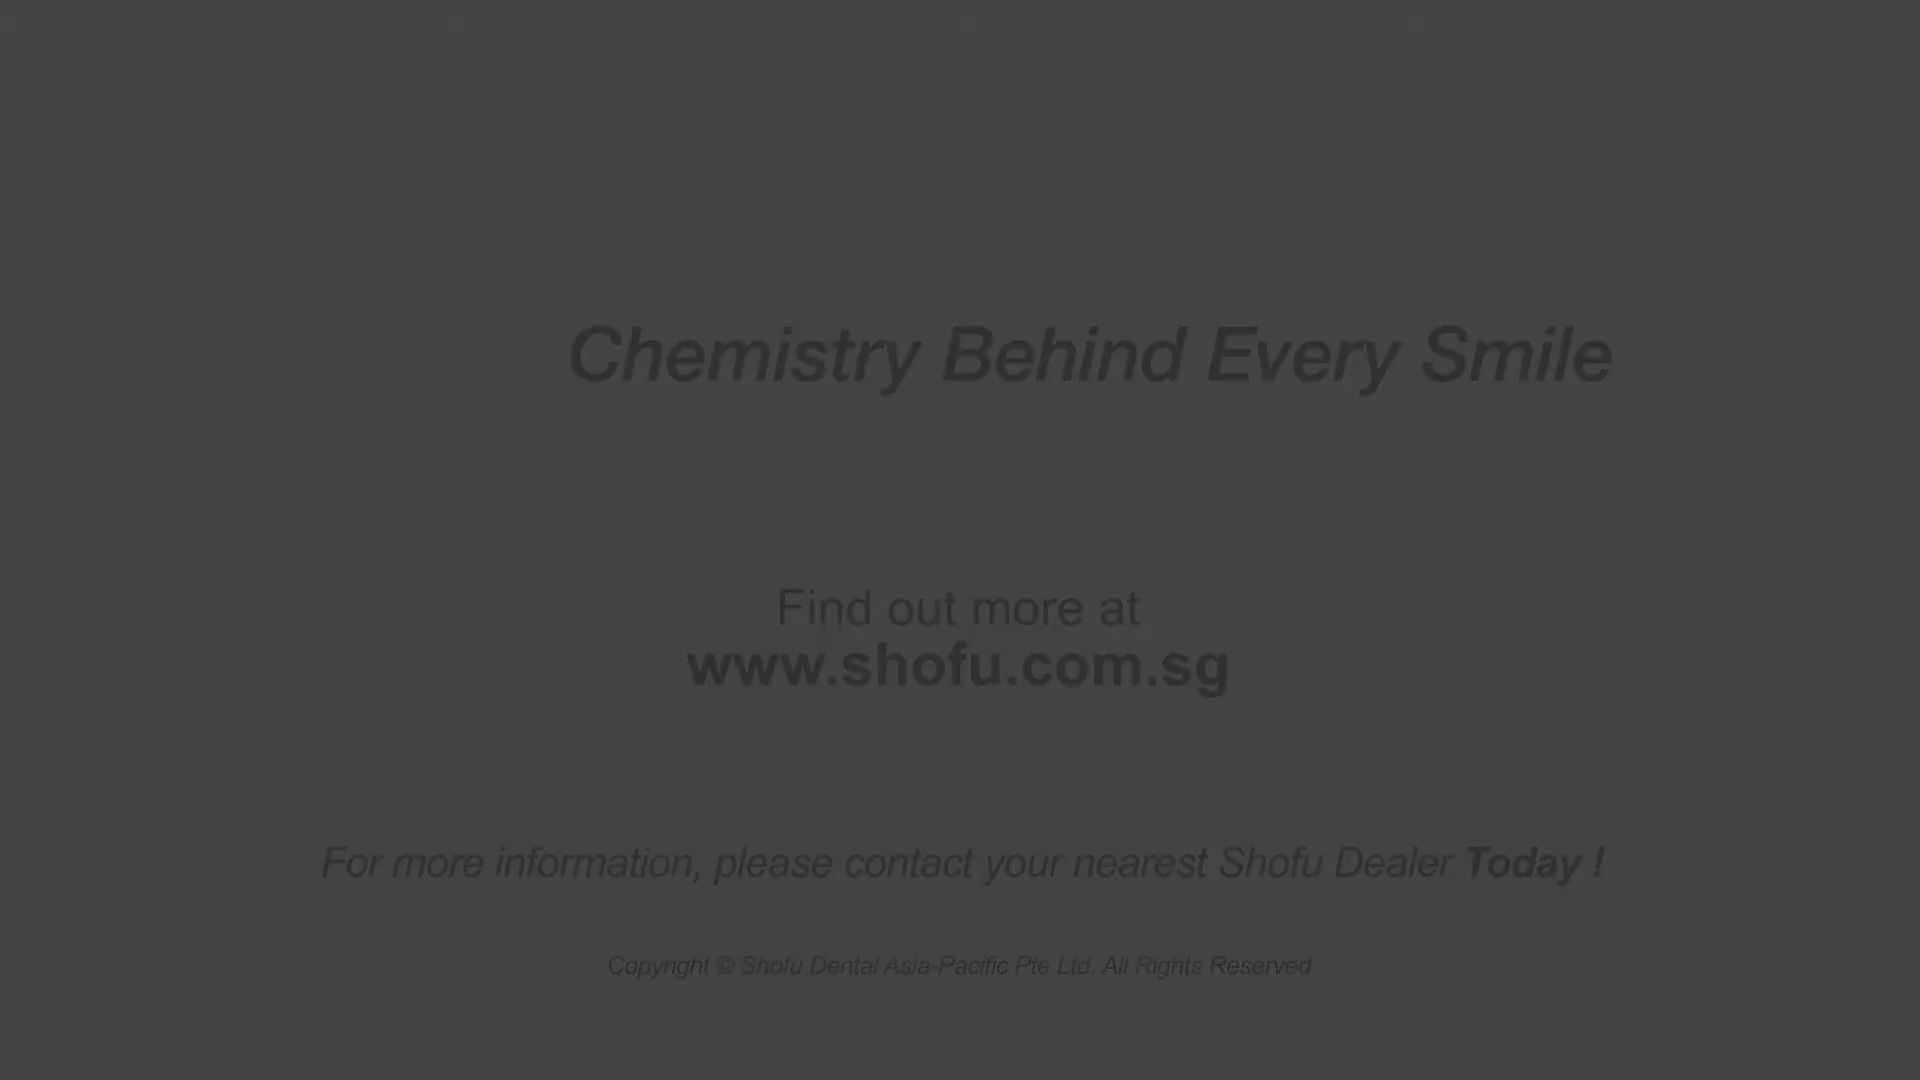 Chemistry Behind Every Smile
Find out more at
www.shofu.com.sg
For more information, please contact your nearest Shofu Dealer Today !
Copyright © Shofu Dental Asia-Pacific Pte Ltd. All Rights Reserved